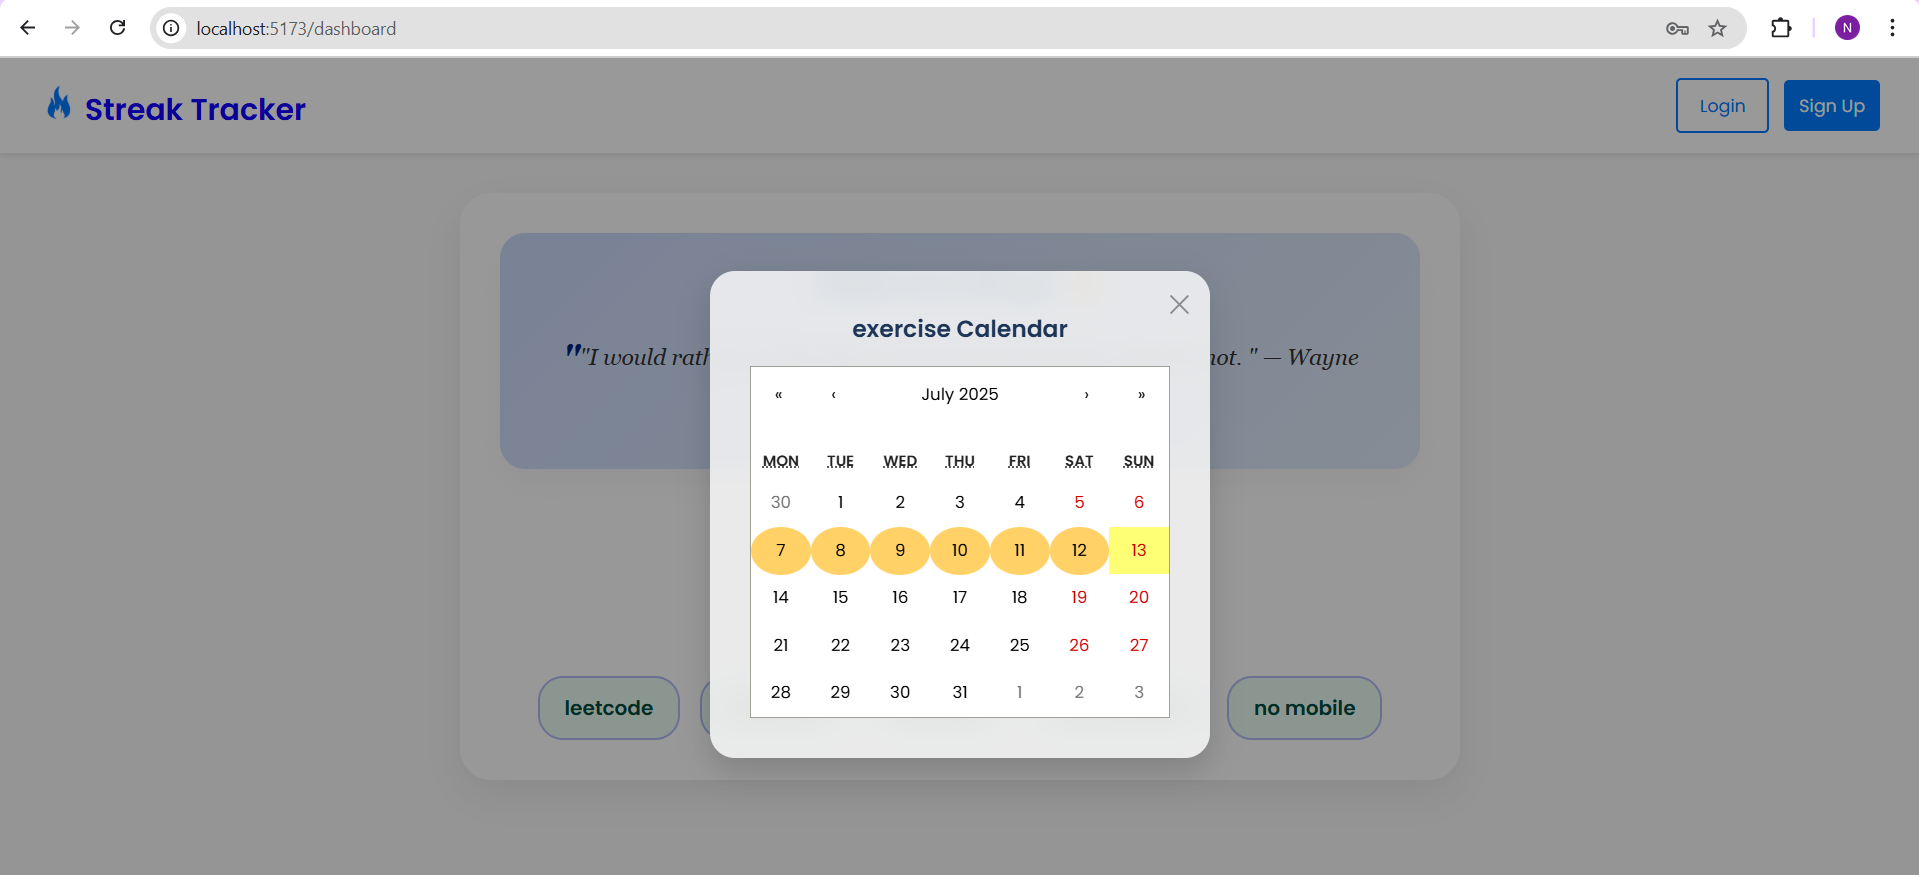 localhost:5173/dashboard
N
Streak Tracker
Login
Sign Up
exercise Calendar
""I would
not. " — Wayne
« ‹ July 2025 › »
MON TUE WED THU FRI SAT SUN
30 1 2 3 4 5 6
7 8 9 10 11 12 13
14 15 16 17 18 19 20
21 22 23 24 25 26 27
28 29 30 31 1 2 3
leetcode
no mobile